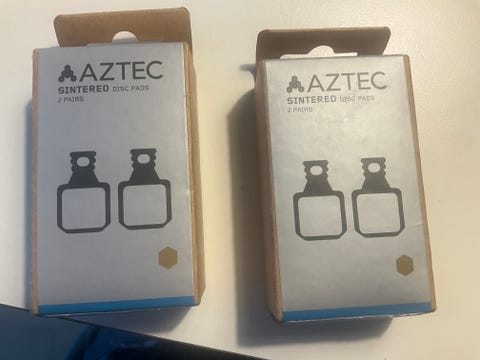 AZTEC
SINTERED DISC PADS
2 PAIRS
AZTEC
SINTERED DISC PADS
2 PAIRS